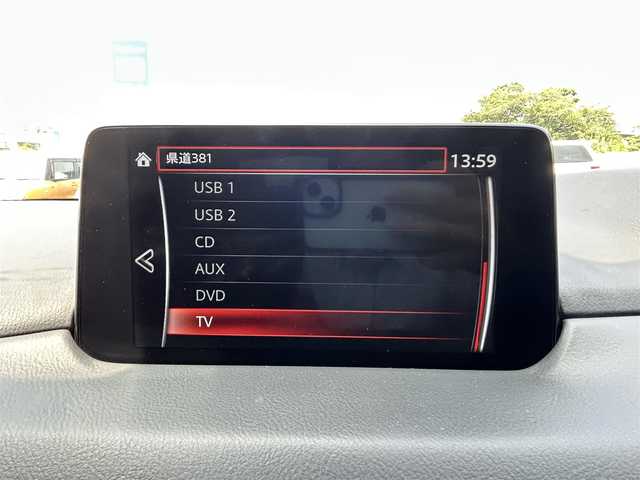 県道381
13:59
USB 1
USB 2
CD
AUX
DVD
TV